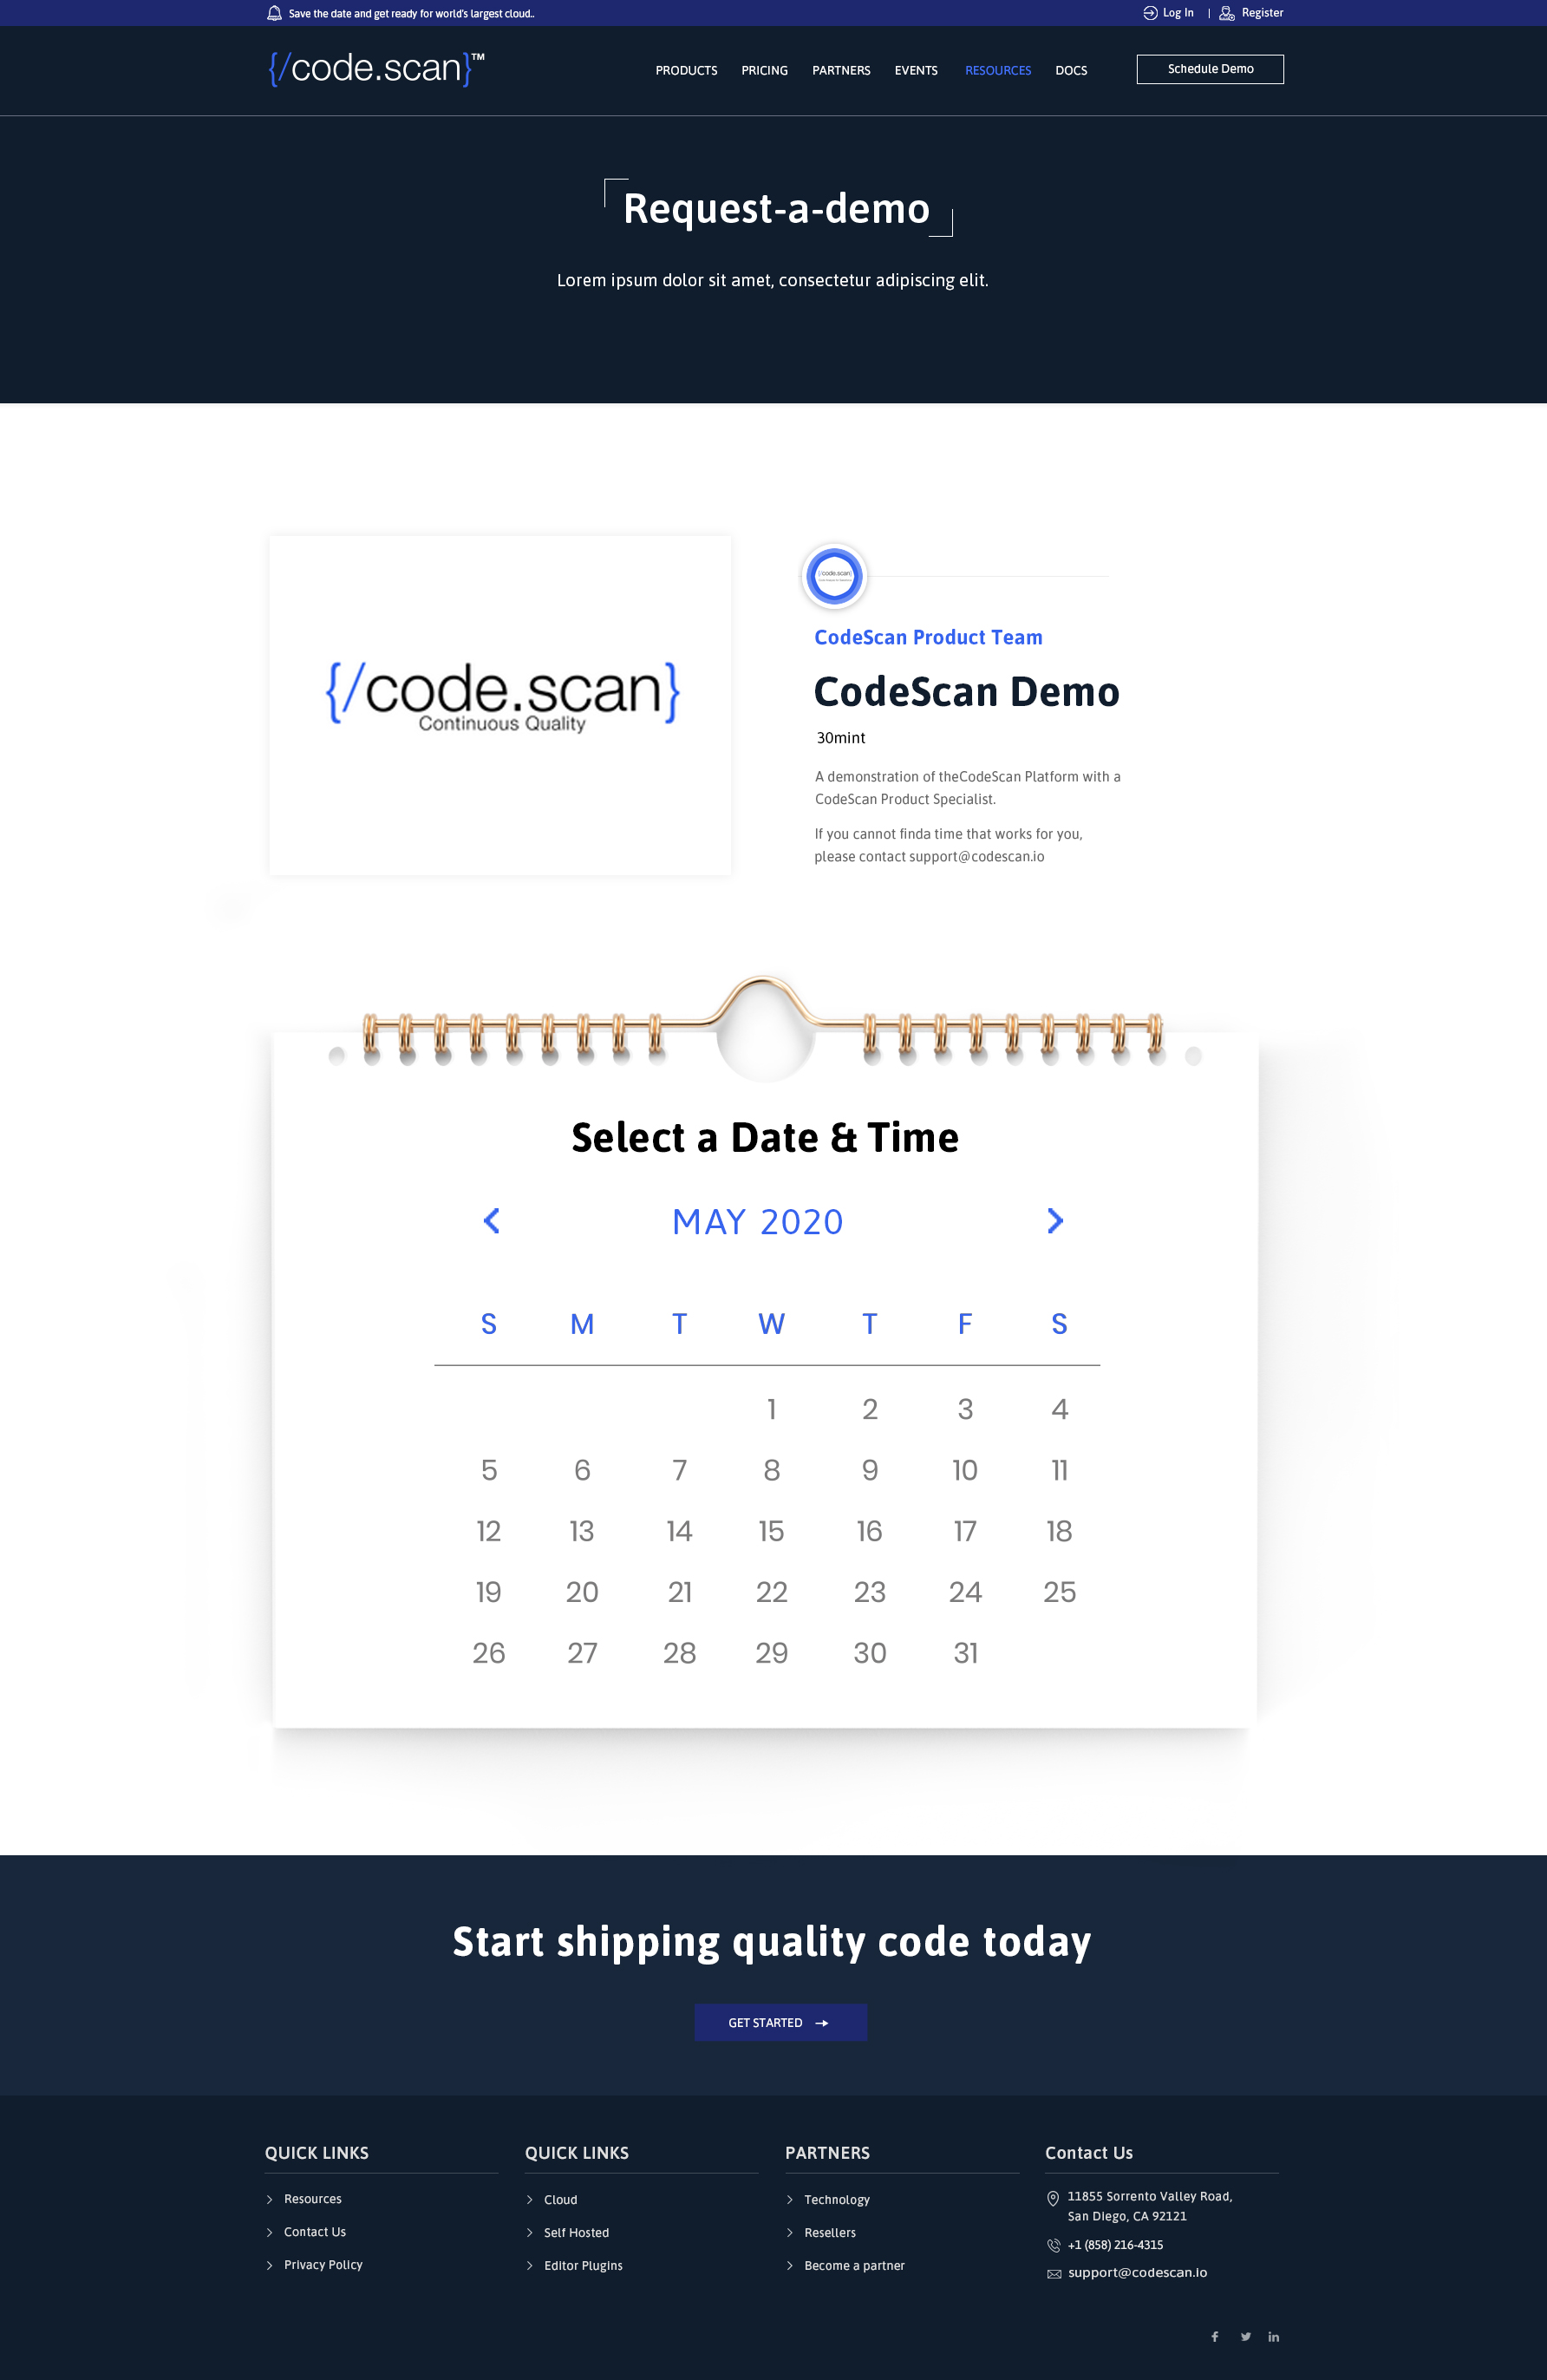 Save the date and get ready for world's largest cloud..
Log In | Register
{/code.scan}™
PRODUCTS PRICING PARTNERS EVENTS RESOURCES DOCS
Schedule Demo
Request-a-demo
Lorem ipsum dolor sit amet, consectetur adipiscing elit.
{/code.scan}
Continuous Quality
{/code.scan}
CodeScan Product Team
CodeScan Demo
30mint
A demonstration of theCodeScan Platform with a
CodeScan Product Specialist.
If you cannot finda time that works for you,
please contact support@codescan.io
Select a Date & Time
MAY 2020
S M T W T F S
1 2 3 4
5 6 7 8 9 10 11
12 13 14 15 16 17 18
19 20 21 22 23 24 25
26 27 28 29 30 31
Start shipping quality code today
GET STARTED
QUICK LINKS
Resources
Contact Us
Privacy Policy
QUICK LINKS
Cloud
Self Hosted
Editor Plugins
PARTNERS
Technology
Resellers
Become a partner
Contact Us
11855 Sorrento Valley Road,
San Diego, CA 92121
+1 (858) 216-4315
support@codescan.io